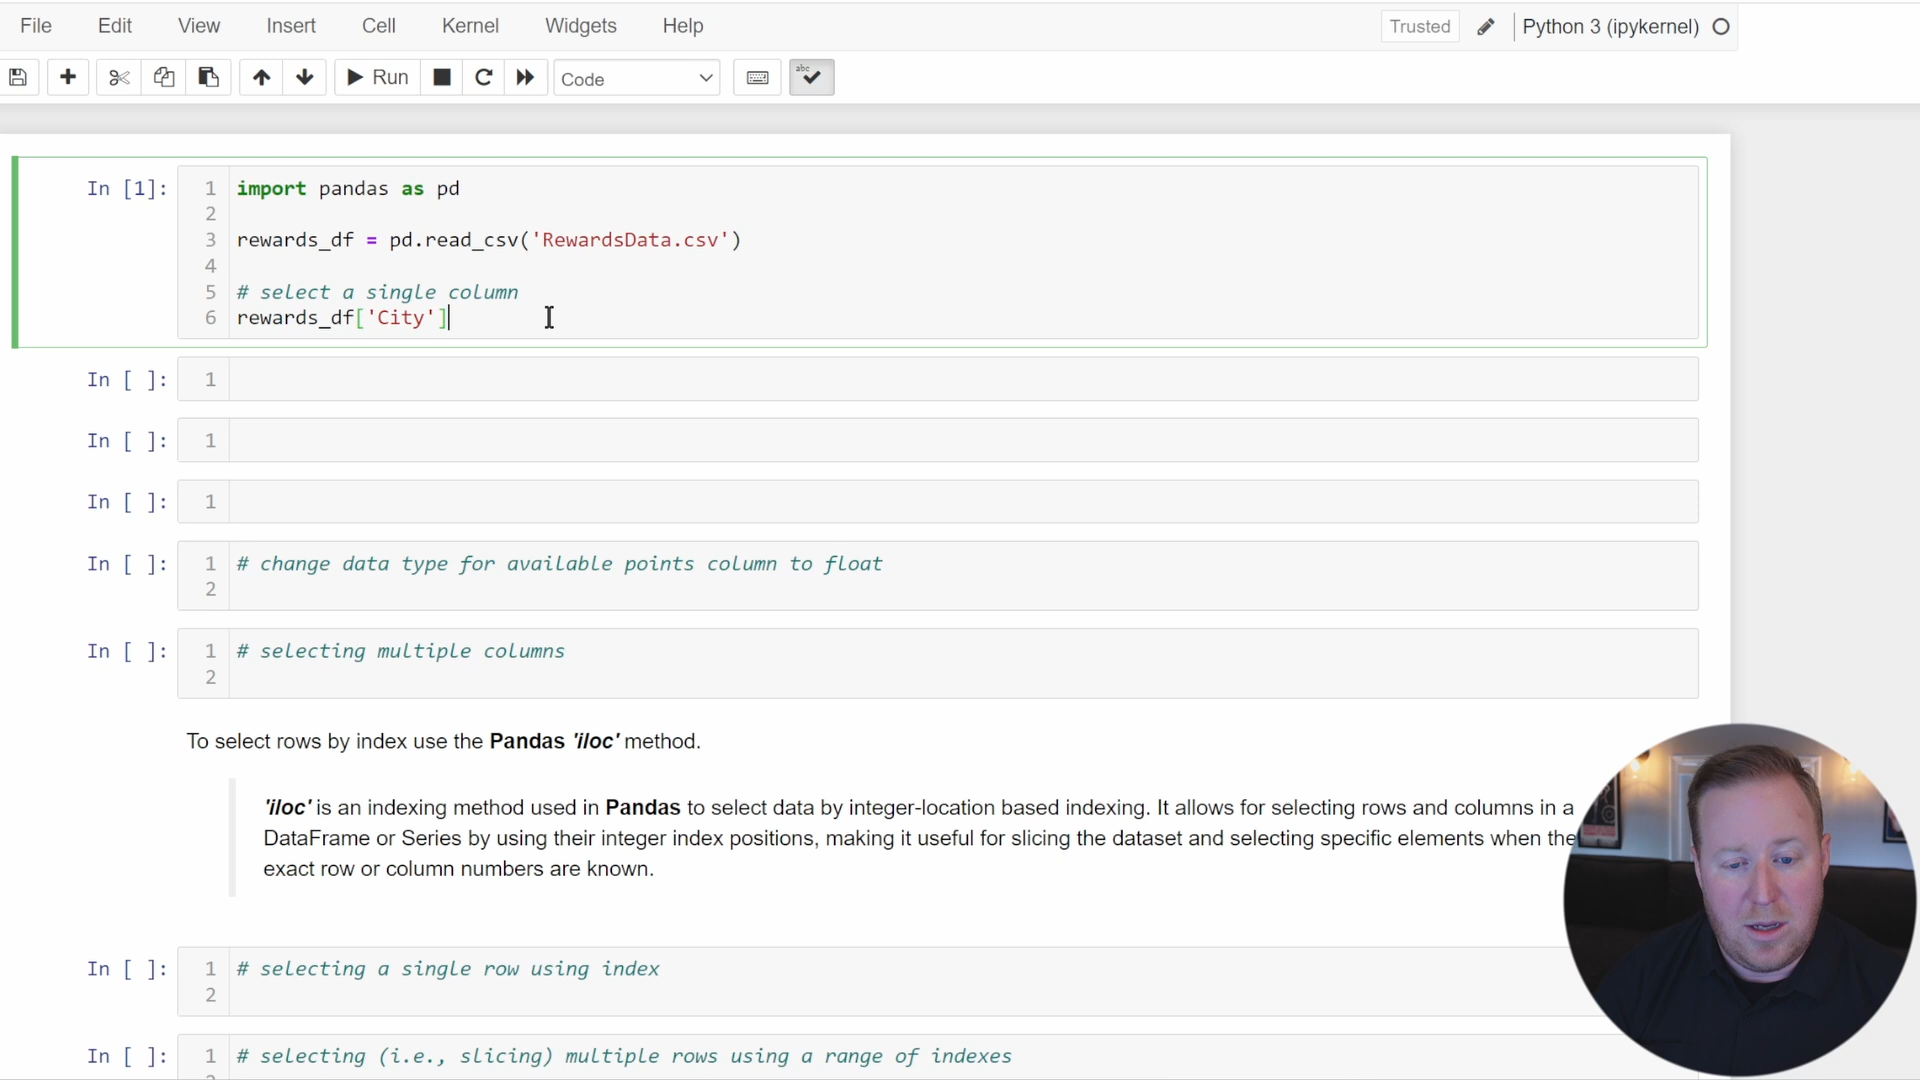 File Edit View Insert Cell Kernel Widgets Help Trusted Python 3 (ipykernel)
Run Code abc
In [1]:
1 import pandas as pd
2
3 rewards_df = pd.read_csv('RewardsData.csv')
4
5 # select a single column
6 rewards_df['City']
In [ ]: 1
In [ ]: 1
In [ ]: 1
In [ ]: 1 # change data type for available points column to float
2
In [ ]: 1 # selecting multiple columns
2
To select rows by index use the Pandas 'iloc' method.
'iloc' is an indexing method used in Pandas to select data by integer-location based indexing. It allows for selecting rows and columns in a
DataFrame or Series by using their integer index positions, making it useful for slicing the dataset and selecting specific elements when the
exact row or column numbers are known.
In [ ]: 1 # selecting a single row using index
2
In [ ]: 1 # selecting (i.e., slicing) multiple rows using a range of indexes